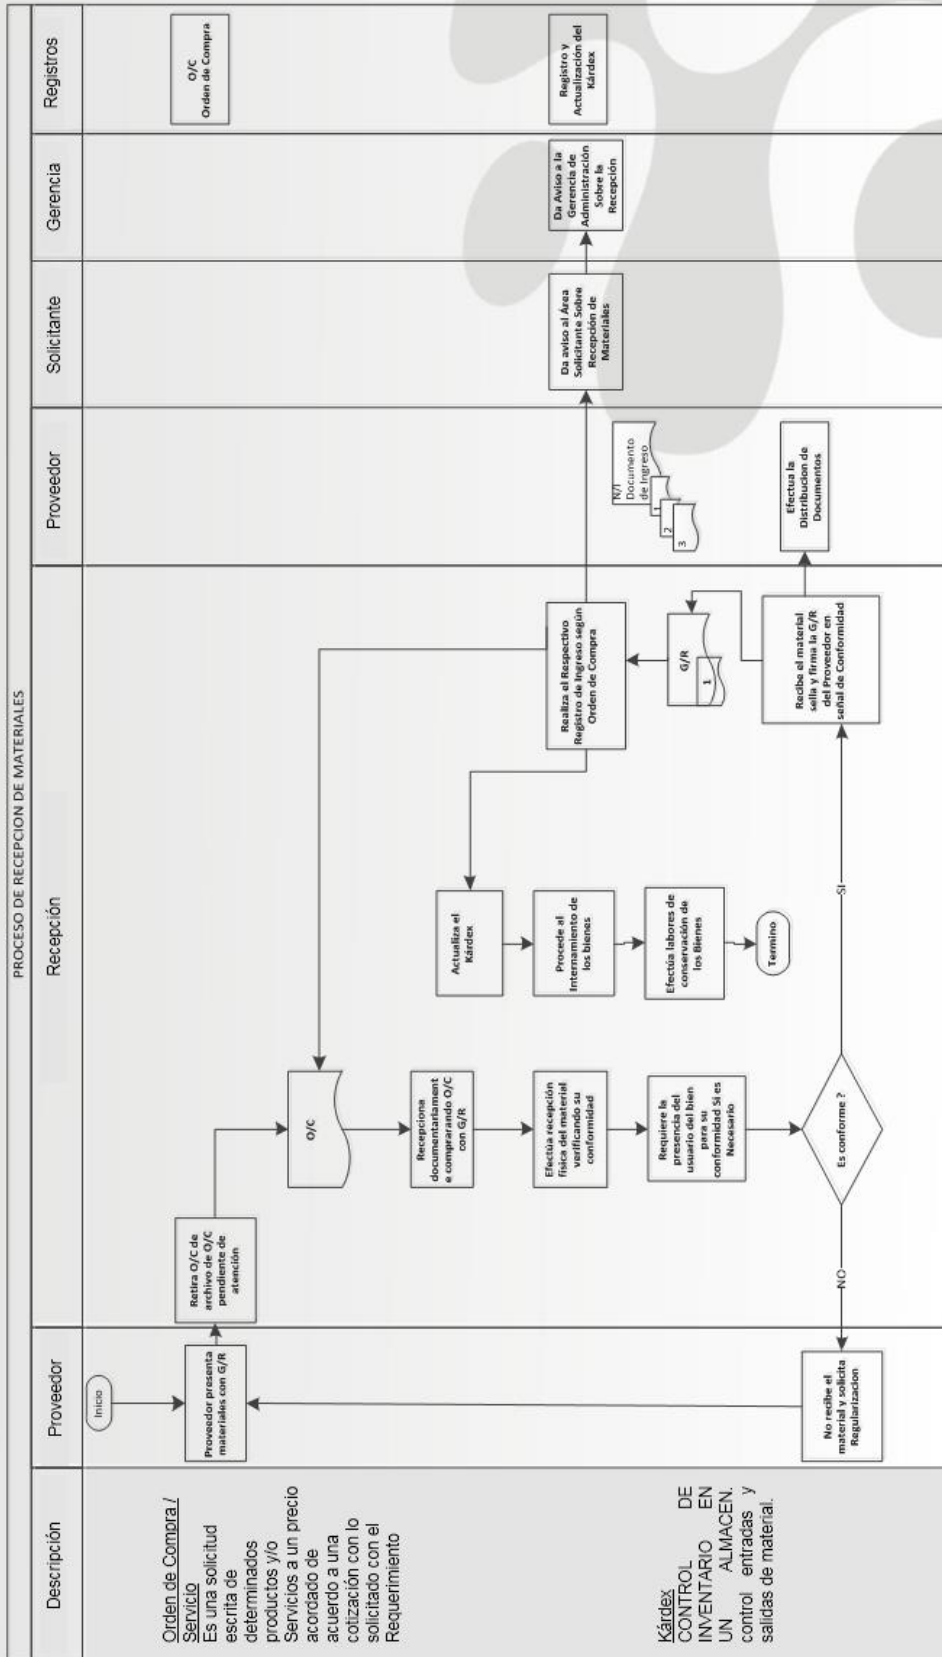 PROCESO DE RECEPCION DE MATERIALES
Descripción
Proveedor
Recepción
Proveedor
Solicitante
Gerencia
Registros
Orden de Compra /
Servicio
Es una solicitud
escrita de
determinados
productos y/o
Servicios a un precio
acordado de
acuerdo a una
cotización con lo
solicitado con el
Requerimiento
Kárdex
CONTROL DE
INVENTARIO EN
UN ALMACEN.
control entradas y
salidas de material.
Inicio
Proveedor presenta
materiales con G/R
No recibe el
material y solicita
Regularizacion
Retira O/C de
archivo de O/C
pendiente de
atención
O/C
Recepciona
documentariament
e comprarando O/C
con G/R
Efectúa recepción
física del material
verificando su
conformidad
Requiere la
presencia del
usuario del bien
para su
conformidad Si es
Necesario
Es conforme ?
NO
SI
Actualiza el
Kárdex
Procede al
Internamiento de
los bienes
Efectúa labores de
conservación de
los Bienes
Termino
Realiza el Respectivo
Registro de Ingreso según
Orden de Compra
G/R
1
Recibe el material
sella y firma la G/R
del Proveedor en
señal de Conformidad
N/I
Documento
de Ingreso
1
2
3
Efectua la
Distribucion de
Documentos
Da aviso al Área
Solicitante Sobre
Recepción de
Materiales
Da Aviso a la
Gerencia de
Administración
Sobre la
Recepción
O/C
Orden de Compra
Registro y
Actualización del
Kárdex